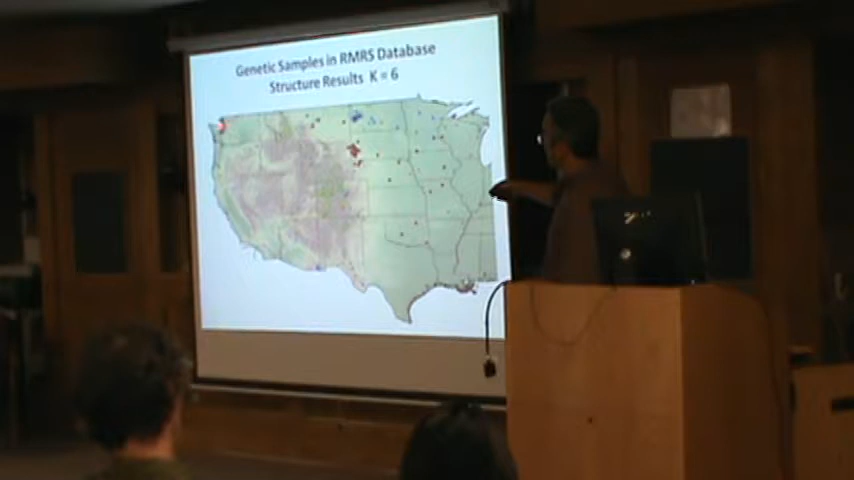 Genetic Samples in RMRS Database
Structure Results K = 6